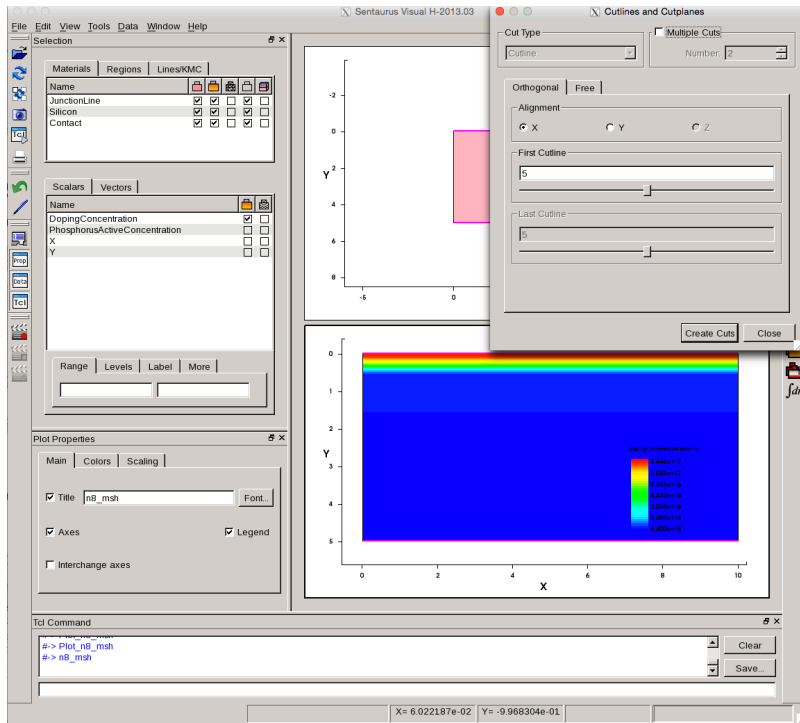 Sentaurus Visual H-2013.03
File Edit View Tools Data Window Help
Selection
Materials Regions Lines/KMC
Name
JunctionLine
Silicon
Contact
Scalars Vectors
Name
DopingConcentration
PhosphorusActiveConcentration
X
Y
Range Levels Label More
Prop
Data
Tcl
Tcl
Plot Properties
Main Colors Scaling
Title n8_msh Font...
Axes Legend
Interchange axes
-2
0
2
4
6
8
Y
-5 0
0
1
2
3
4
5
Y
0 2 4 6 8 10
X
Cutlines and Cutplanes
Cut Type
Cutline
Multiple Cuts
Number: 2
Orthogonal Free
Alignment
X Y Z
First Cutline
5
Last Cutline
5
Create Cuts Close
Tcl Command
#-> Plot_n8_msh
#-> Plot_n8_msh
#-> n8_msh
Clear
Save...
X= 6.022187e-02 Y= -9.968304e-01